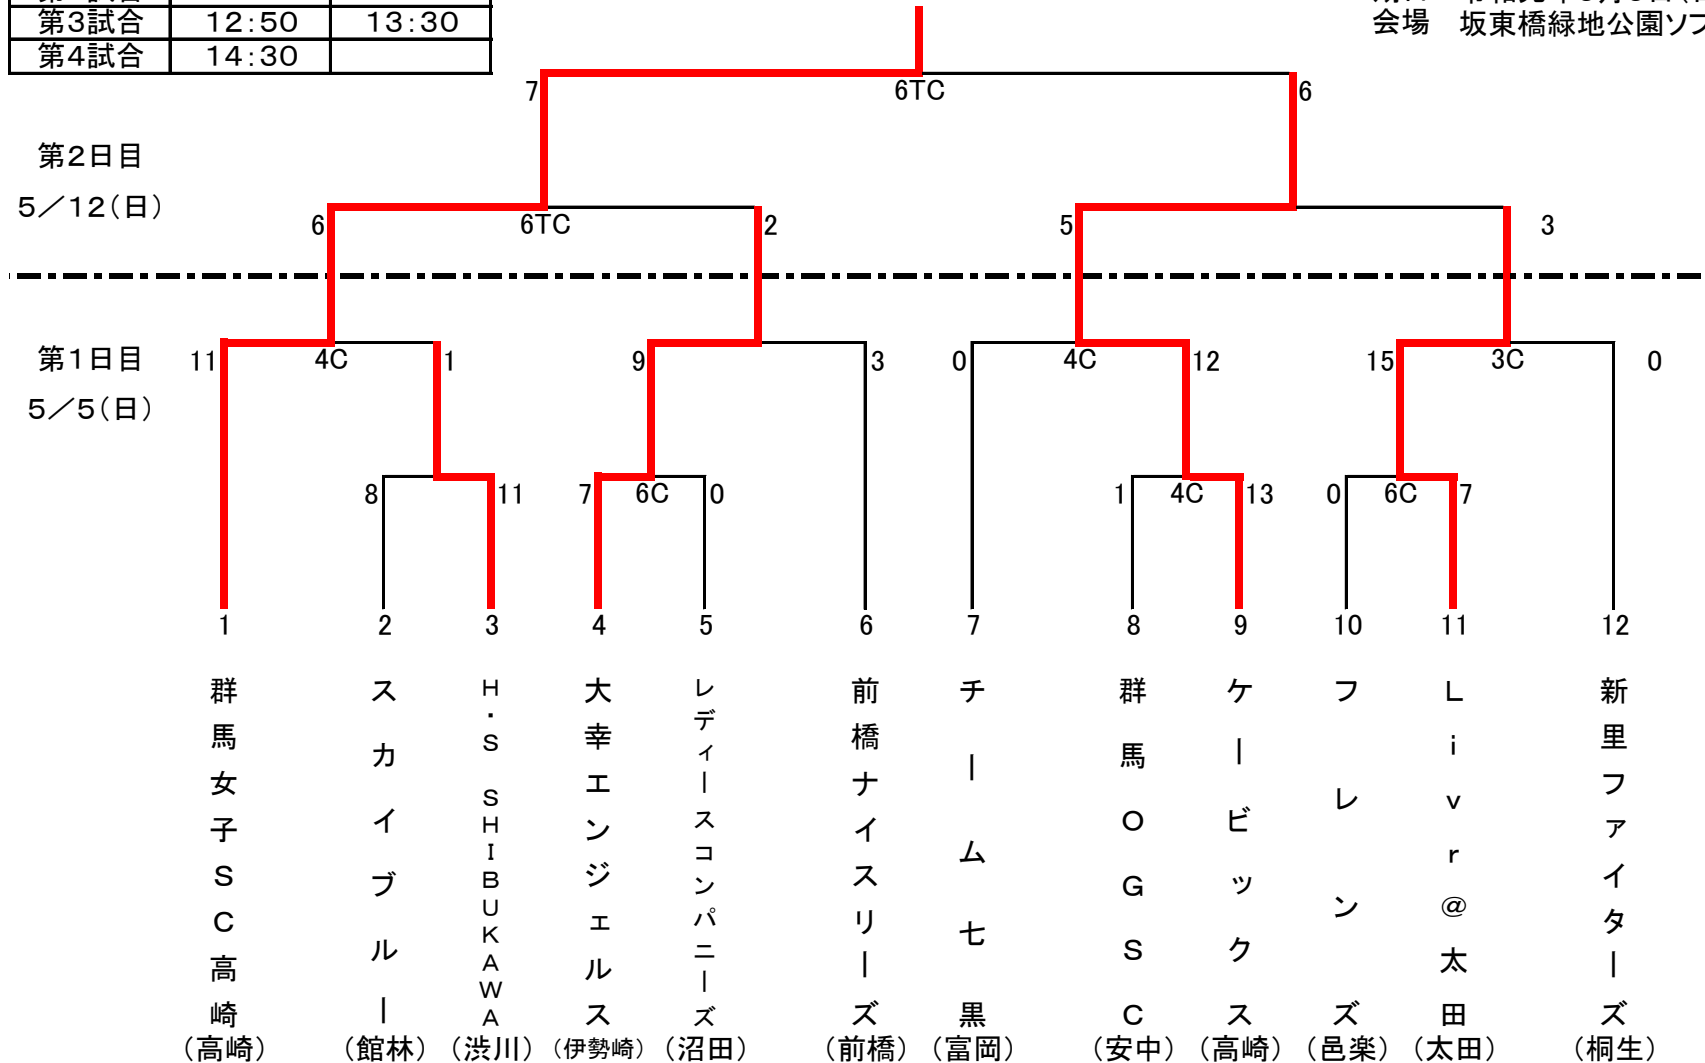 第3試合 12:50 13:30
第4試合 14:30
会場 坂東橋緑地公園ソフ
7 6TC 6
第2日目
5／12(日)
6 6TC 2 5 3
第1日目
11 4C 1 9 3 0 4C 12 15 3C 0
5／5(日)
8 11 7 6C 0 1 4C 13 0 6C 7
1 2 3 4 5 6 7 8 9 10 11 12
群馬女子SC高崎
(高崎)
スカイブルー
(館林)
H・S SHIBUKAWA
(渋川)
大幸エンジェルス
(伊勢崎)
レディースコンパニーズ
(沼田)
前橋ナイスリーズ
(前橋)
チーム七黒
(富岡)
群馬OGSC
(安中)
ケービックス
(高崎)
フレンズ
(邑楽)
Livr@太田
(太田)
新里ファイターズ
(桐生)